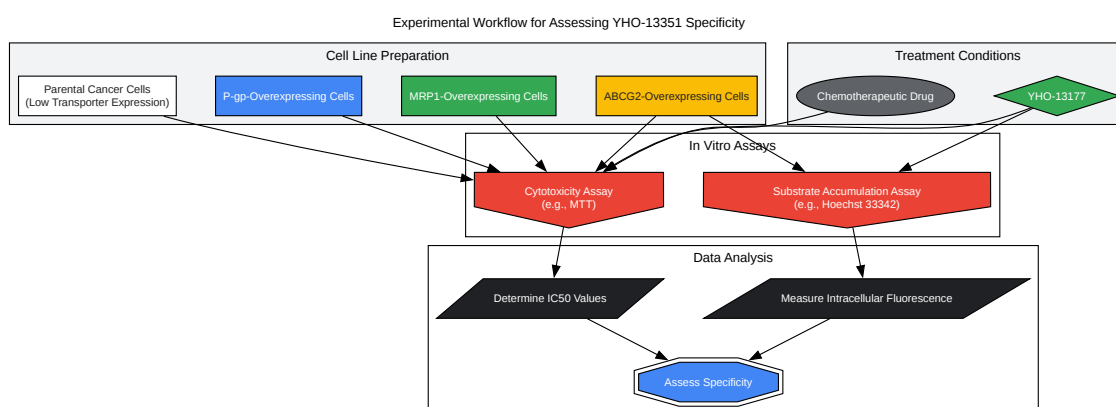 Experimental Workflow for Assessing YHO-13351 Specificity
Cell Line Preparation
Treatment Conditions
Parental Cancer Cells
(Low Transporter Expression)
P-gp-Overexpressing Cells
MRP1-Overexpressing Cells
ABCG2-Overexpressing Cells
Chemotherapeutic Drug
YHO-13177
In Vitro Assays
Cytotoxicity Assay
(e.g., MTT)
Substrate Accumulation Assay
(e.g., Hoechst 33342)
Data Analysis
Determine IC50 Values
Measure Intracellular Fluorescence
Assess Specificity